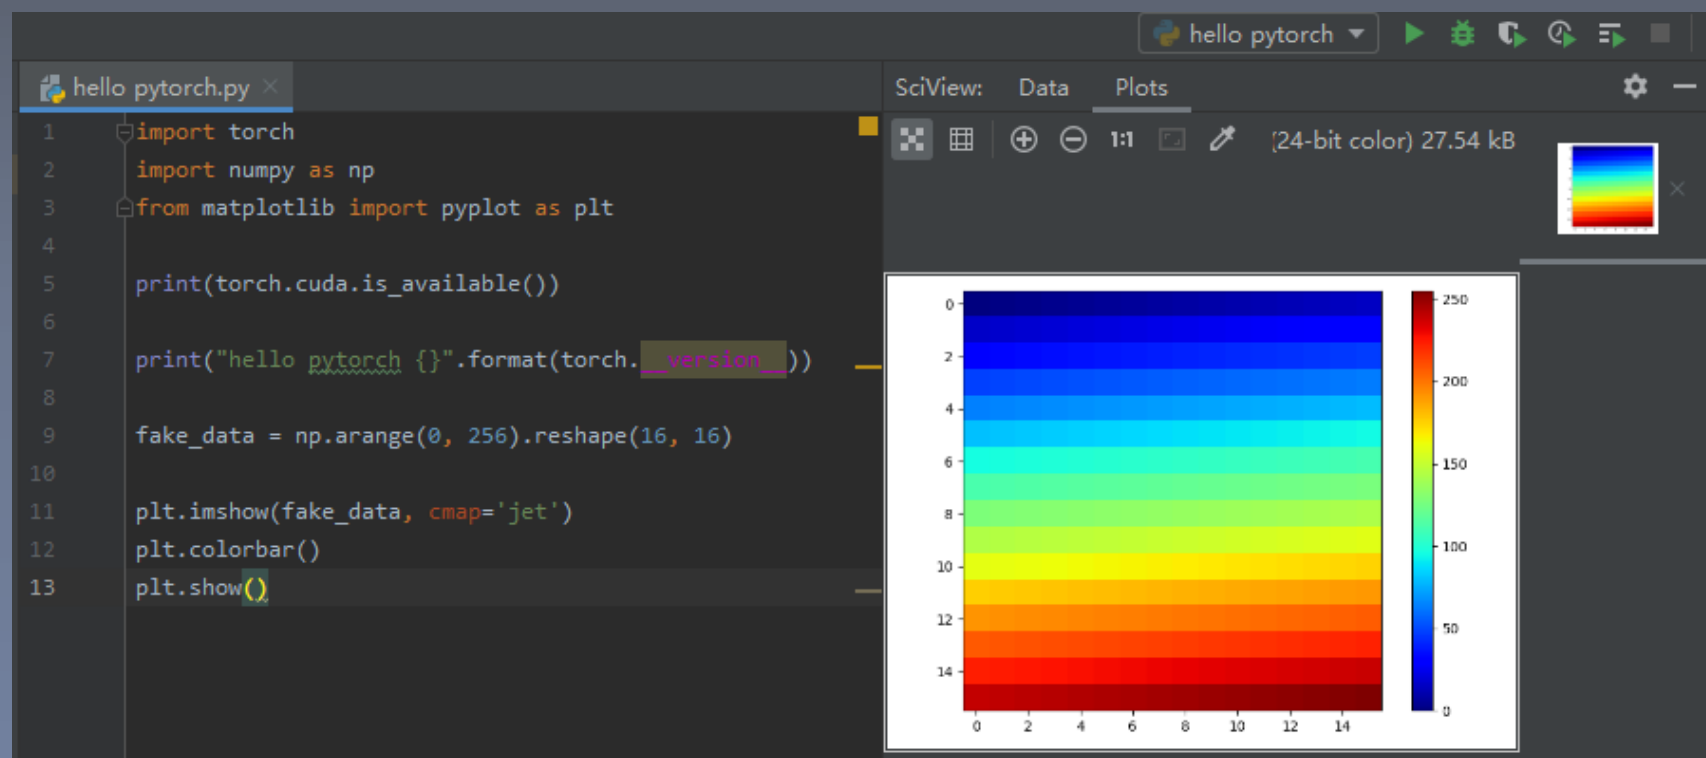 hello pytorch
hello pytorch.py
SciView: Data Plots
1:1 (24-bit color) 27.54 kB
1 import torch
2 import numpy as np
3 from matplotlib import pyplot as plt
4
5 print(torch.cuda.is_available())
6
7 print("hello pytorch {}".format(torch.__version__))
8
9 fake_data = np.arange(0, 256).reshape(16, 16)
10
11 plt.imshow(fake_data, cmap='jet')
12 plt.colorbar()
13 plt.show()
0
2
4
6
8
10
12
14
0 2 4 6 8 10 12 14
250
200
150
100
50
0